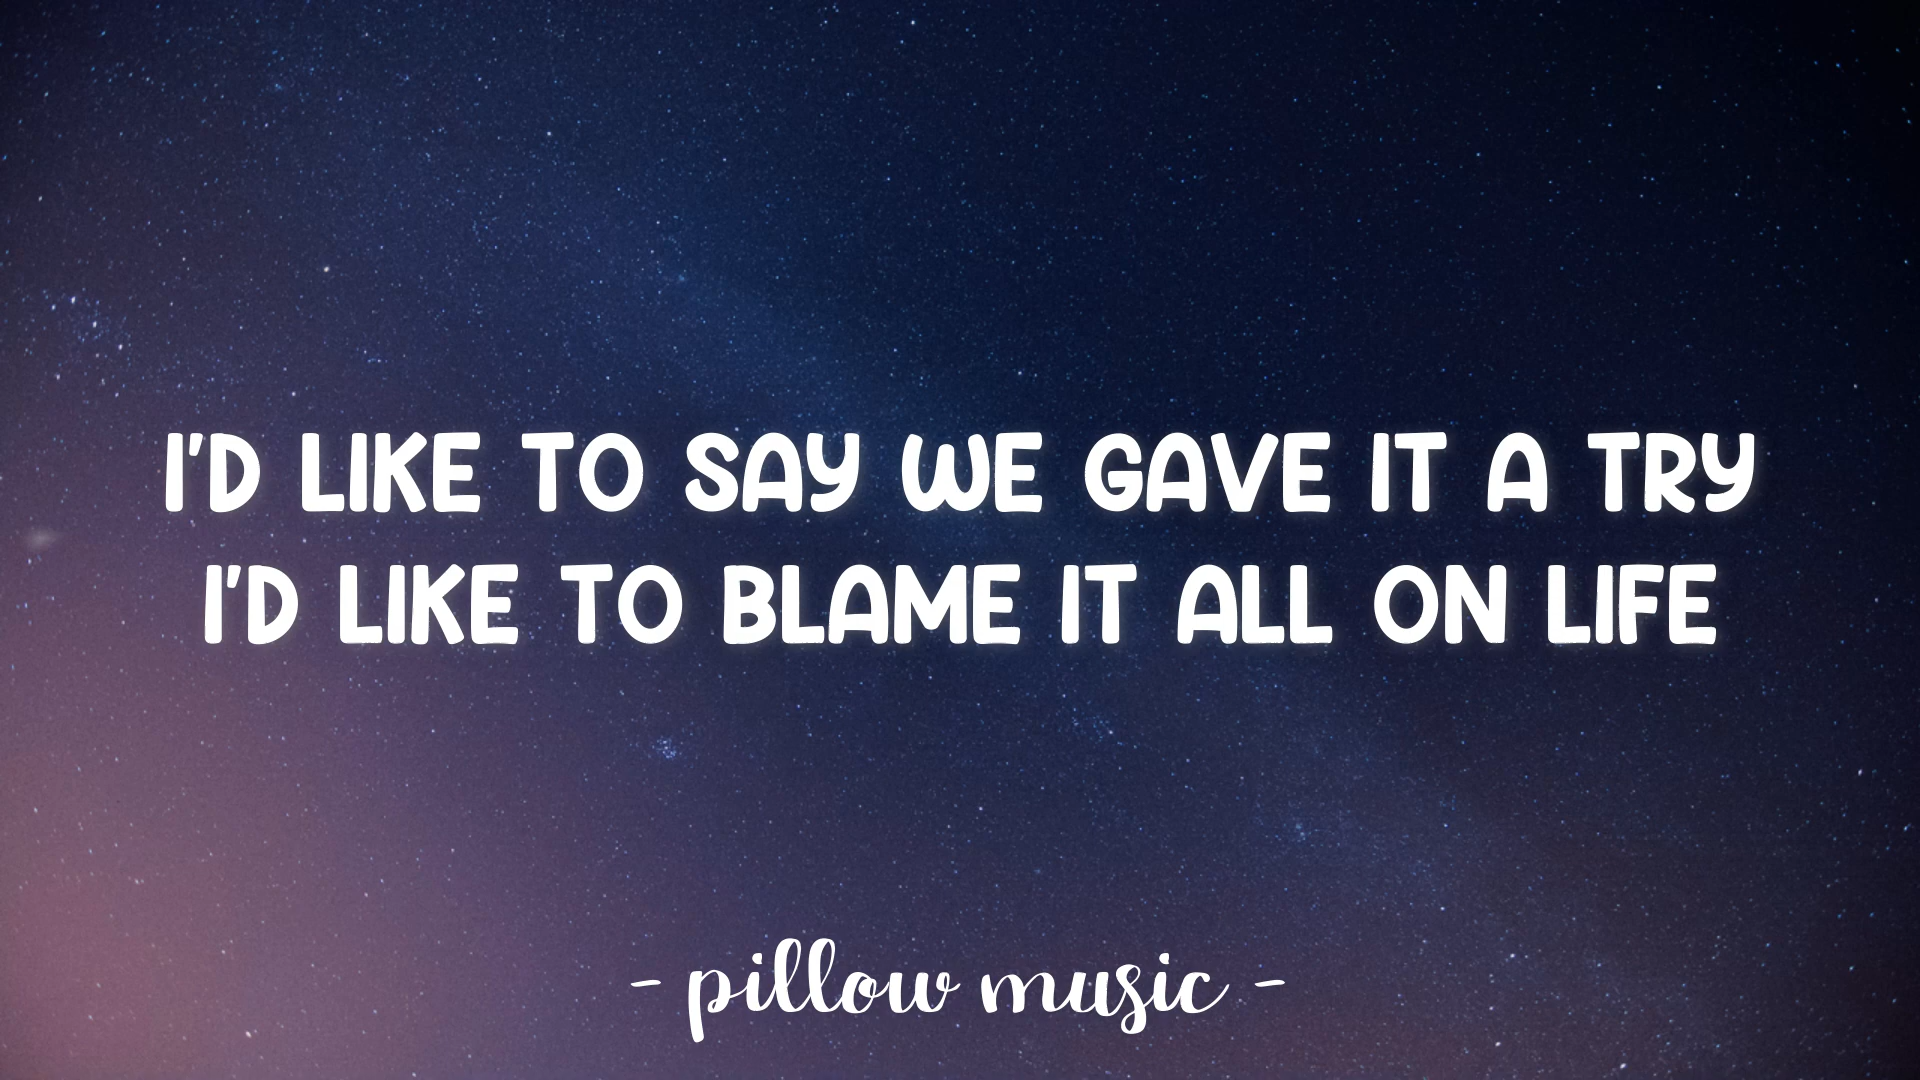 I'D LIKE TO SAY WE GAVE IT A TRY
I'D LIKE TO BLAME IT ALL ON LIFE
- pillow music -